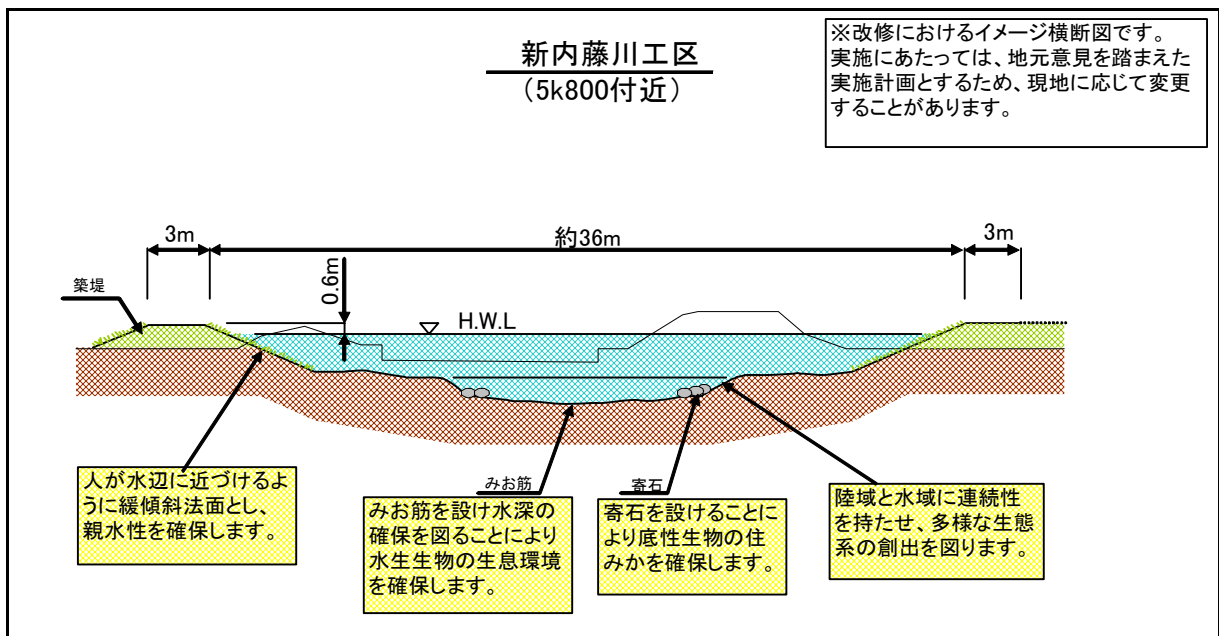 新内藤川工区
(5k800付近)
※改修におけるイメージ横断図です。
実施にあたっては、地元意見を踏まえた
実施計画とするため、現地に応じて変更
することがあります。
3m
約36m
3m
築堤
0.6m
H.W.L
人が水辺に近づけるよ
うに緩傾斜法面とし、
親水性を確保します。
みお筋
みお筋を設け水深の
確保を図ることにより
水生生物の生息環境
を確保します。
寄石
寄石を設けることに
より底性生物の住
みかを確保します。
陸域と水域に連続性
を持たせ、多様な生態
系の創出を図ります。